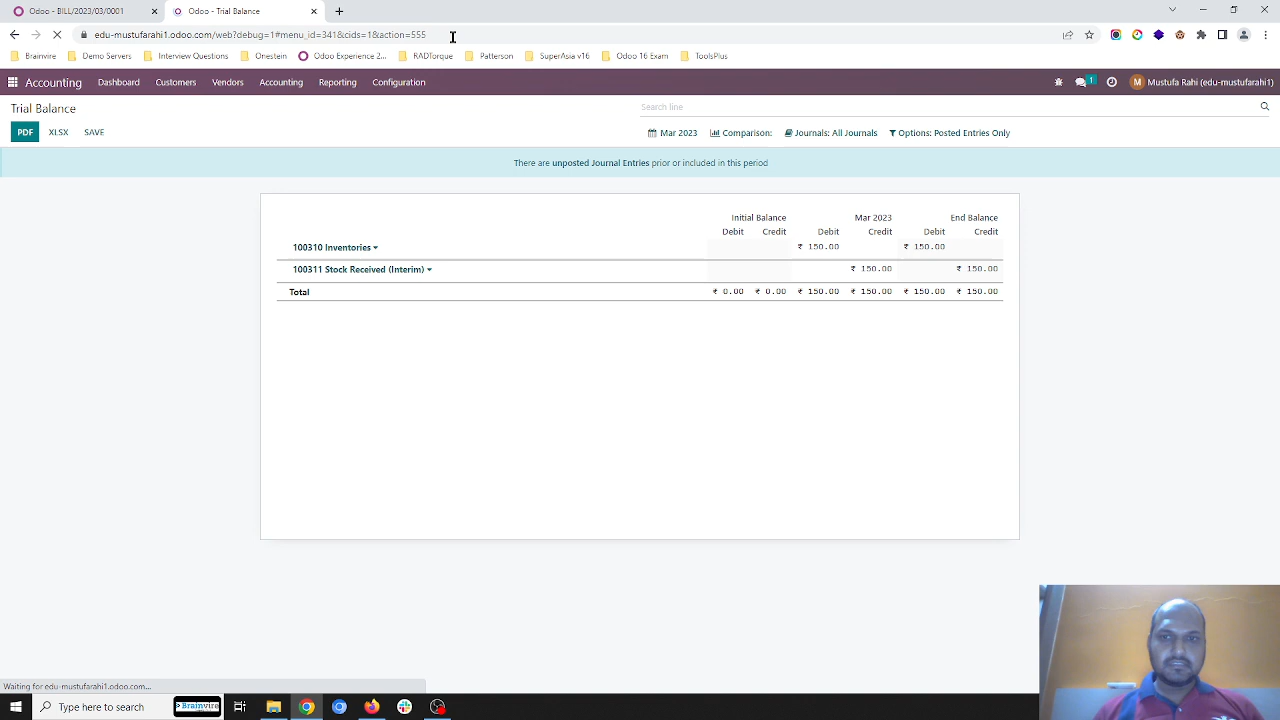 Odoo - BILL/2023/03/0001
Odoo - Trial Balance
edu-mustufarahi1.odoo.com/web?debug=1#menu_id=341&cids=1&action=555
Brainvire Demo Servers Interview Questions Onestein Odoo Experience 2... RADTorque Patterson SuperAsia v16 Odoo 16 Exam ToolsPlus
Accounting Dashboard Customers Vendors Accounting Reporting Configuration 1 M Mustufa Rahi (edu-mustufarahi1)
Trial Balance Search line
PDF XLSX SAVE Mar 2023 Comparison: Journals: All Journals Options: Posted Entries Only
There are unposted Journal Entries prior or included in this period
Initial Balance Mar 2023 End Balance
Debit Credit Debit Credit Debit Credit
100310 Inventories ₹ 150.00 ₹ 150.00
100311 Stock Received (Interim) ₹ 150.00 ₹ 150.00
Total ₹ 0.00 ₹ 0.00 ₹ 150.00 ₹ 150.00 ₹ 150.00 ₹ 150.00
Waiting for edu-mustufarahi1.odoo.com...
Type here to search >Brainvire